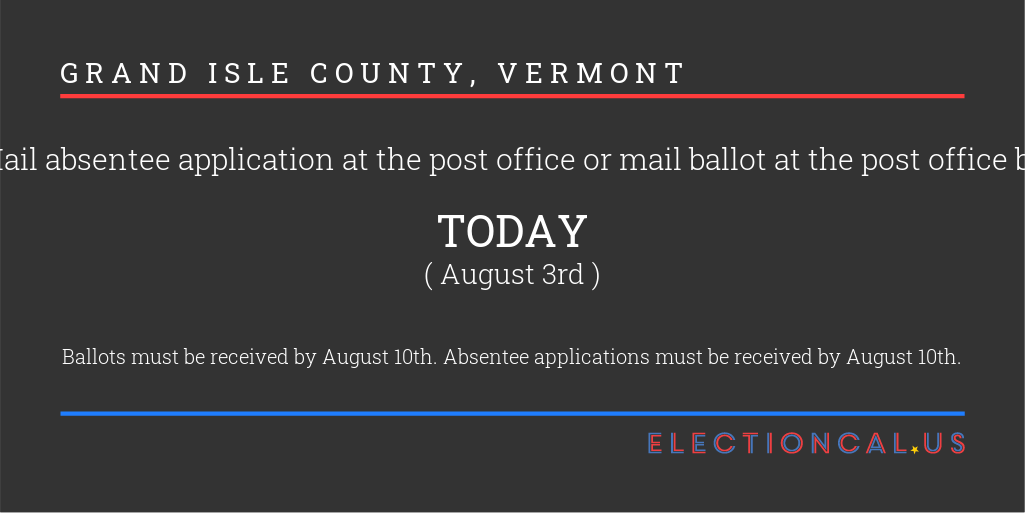 GRAND ISLE COUNTY, VERMONT
absentee application at the post office or mail ballot at the post office
TODAY
( August 3rd )
Ballots must be received by August 10th. Absentee applications must be received by August 10th.
ELECTIONCAL.US